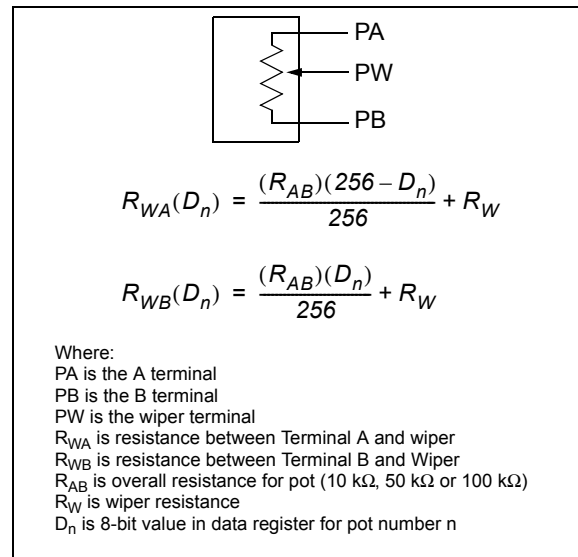 PA
PW
PB
R_WA(D_n) = (R_AB)(256 – D_n) / 256 + R_W
R_WB(D_n) = (R_AB)(D_n) / 256 + R_W
Where:
PA is the A terminal
PB is the B terminal
PW is the wiper terminal
R_WA is resistance between Terminal A and wiper
R_WB is resistance between Terminal B and Wiper
R_AB is overall resistance for pot (10 kΩ, 50 kΩ or 100 kΩ)
R_W is wiper resistance
D_n is 8-bit value in data register for pot number n